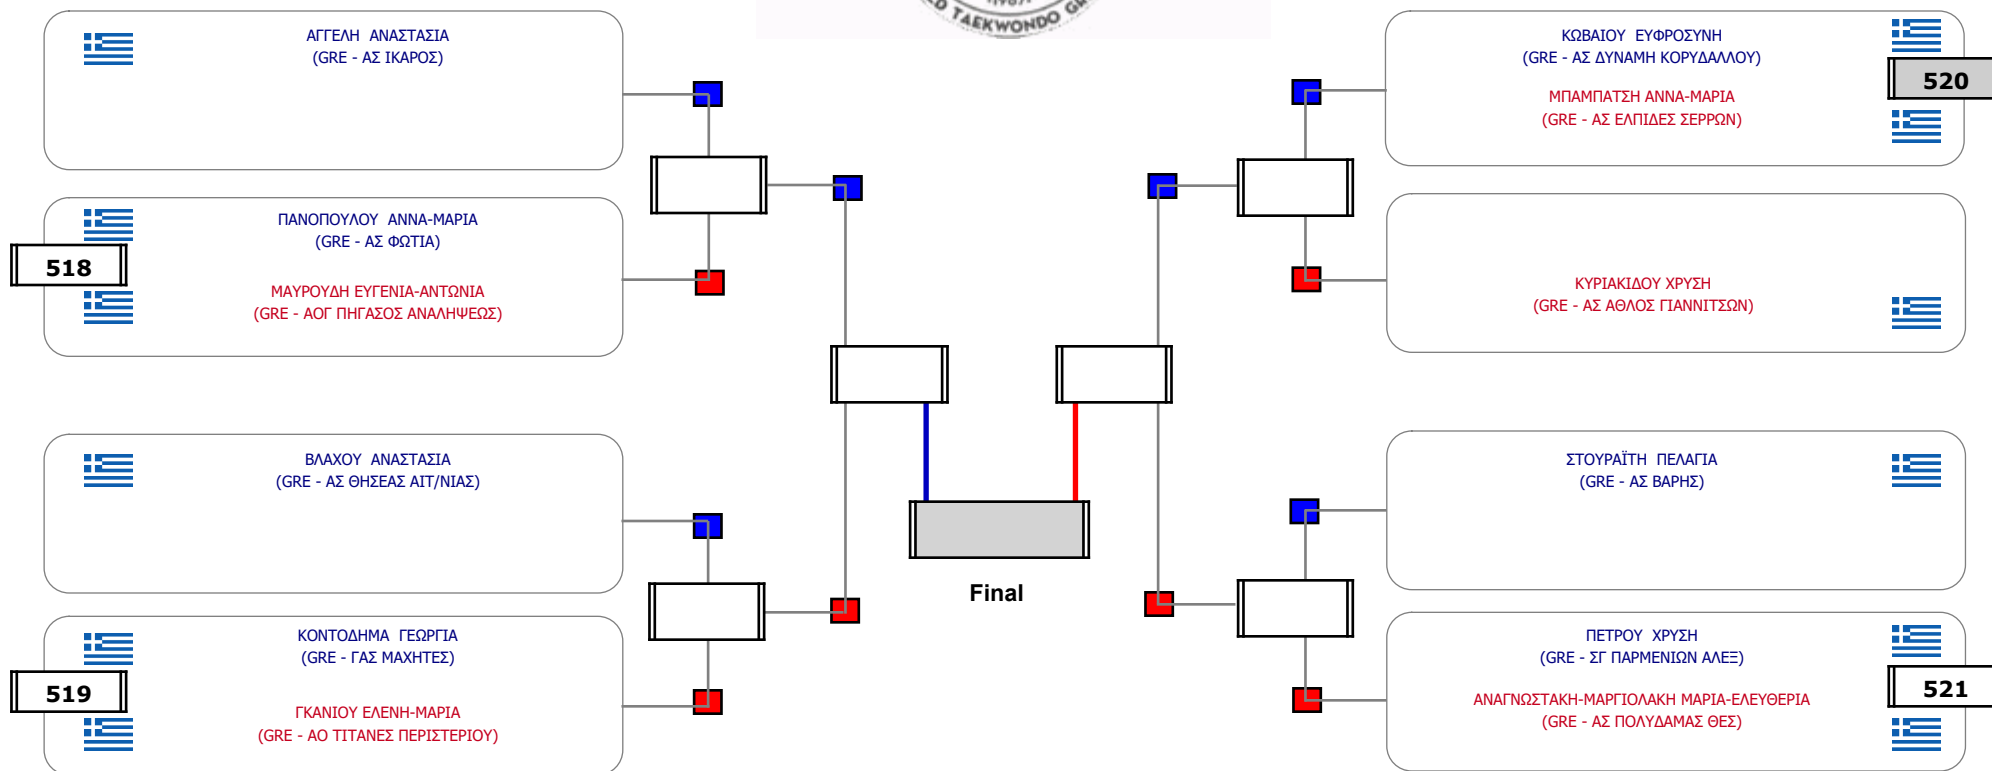 TAEKWONDO
ΑΓΓΕΛΗ ΑΝΑΣΤΑΣΙΑ
(GRE - ΑΣ ΙΚΑΡΟΣ)
518
ΠΑΝΟΠΟΥΛΟΥ ΑΝΝΑ-ΜΑΡΙΑ
(GRE - ΑΣ ΦΩΤΙΑ)
ΜΑΥΡΟΥΔΗ ΕΥΓΕΝΙΑ-ΑΝΤΩΝΙΑ
(GRE - ΑΟΓ ΠΗΓΑΣΟΣ ΑΝΑΛΗΨΕΩΣ)
ΒΛΑΧΟΥ ΑΝΑΣΤΑΣΙΑ
(GRE - ΑΣ ΘΗΣΕΑΣ ΑΙΤ/ΝΙΑΣ)
519
ΚΟΝΤΟΔΗΜΑ ΓΕΩΡΓΙΑ
(GRE - ΓΑΣ ΜΑΧΗΤΕΣ)
ΓΚΑΝΙΟΥ ΕΛΕΝΗ-ΜΑΡΙΑ
(GRE - ΑΟ ΤΙΤΑΝΕΣ ΠΕΡΙΣΤΕΡΙΟΥ)
Final
ΚΩΒΑΙΟΥ ΕΥΦΡΟΣΥΝΗ
(GRE - ΑΣ ΔΥΝΑΜΗ ΚΟΡΥΔΑΛΛΟΥ)
520
ΜΠΑΜΠΑΤΣΗ ΑΝΝΑ-ΜΑΡΙΑ
(GRE - ΑΣ ΕΛΠΙΔΕΣ ΣΕΡΡΩΝ)
ΚΥΡΙΑΚΙΔΟΥ ΧΡΥΣΗ
(GRE - ΑΣ ΑΘΛΟΣ ΓΙΑΝΝΙΤΣΩΝ)
ΣΤΟΥΡΑΪΤΗ ΠΕΛΑΓΙΑ
(GRE - ΑΣ ΒΑΡΗΣ)
ΠΕΤΡΟΥ ΧΡΥΣΗ
(GRE - ΣΓ ΠΑΡΜΕΝΙΩΝ ΑΛΕΞ)
521
ΑΝΑΓΝΩΣΤΑΚΗ-ΜΑΡΓΙΟΛΑΚΗ ΜΑΡΙΑ-ΕΛΕΥΘΕΡΙΑ
(GRE - ΑΣ ΠΟΛΥΔΑΜΑΣ ΘΕΣ)